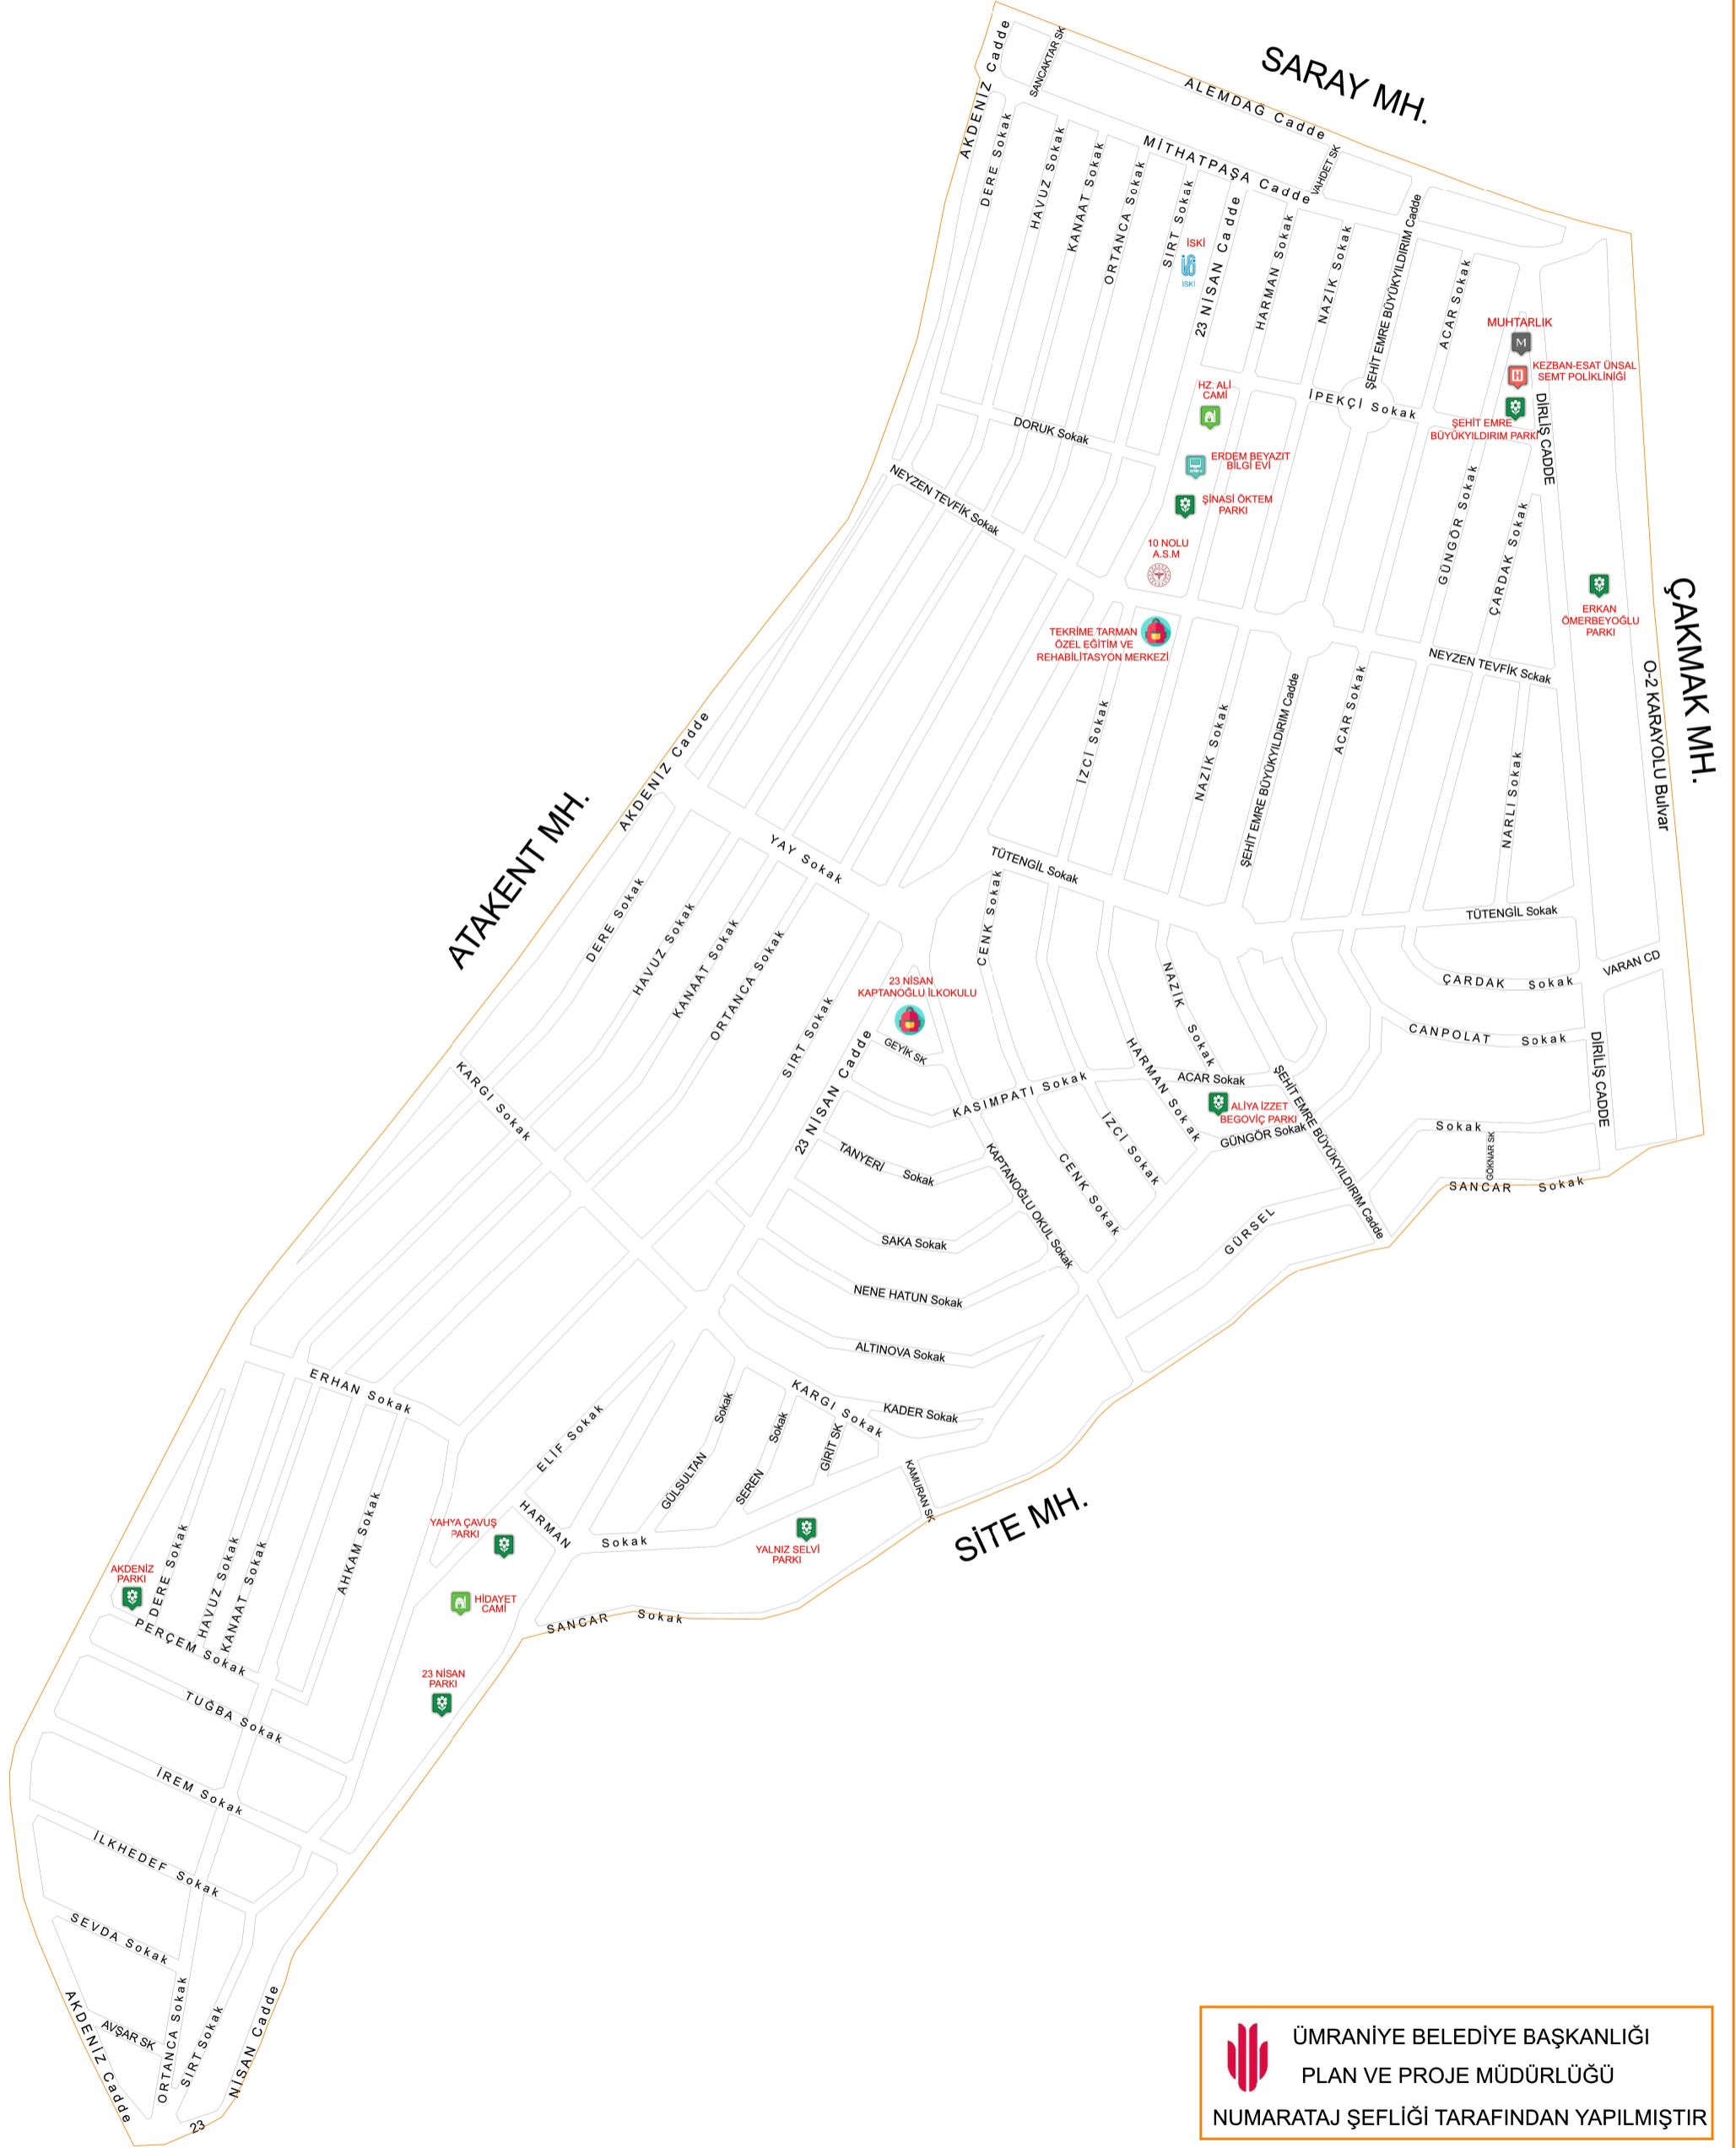 SARAY MH.
AKDENİZ Cadde
SANCAKTAR SK
ALEMDAĞ Cadde
MİTHATPAŞA Cadde
VAHDET SK
DERE Sokak
HAVUZ Sokak
KANAAT Sokak
ORTANCA Sokak
SIRT Sokak
23 NİSAN Cadde
HARMAN Sokak
NAZİK Sokak
ŞEHİT EMRE BÜYÜKYILDIRIM Cadde
ACAR Sokak
İSKİ
İSKİ
MUHTARLIK
M
H
KEZBAN-ESAT ÜNSAL
SEMT POLİKLİNİĞİ
HZ. ALİ
CAMİ
İPEKÇİ Sokak
DİRLİŞ CADDE
ŞEHİT EMRE
BÜYÜKYILDIRIM PARKI
DORUK Sokak
ERDEM BEYAZIT
BİLGİ EVİ
NEYZEN TEVFİK Sokak
ŞİNASİ ÖKTEM
PARKI
GÜNGÖR Sokak
ÇARDAK Sokak
10 NOLU
A.S.M
ERKAN
ÖMERBEYOĞLU
PARKI
ÇAKMAK MH.
TEKRİME TARMAN
ÖZEL EĞİTİM VE
REHABİLİTASYON MERKEZİ
NEYZEN TEVFİK Sokak
O-2 KARAYOLU Bulvar
İZCİ Sokak
NAZİK Sokak
ŞEHİT EMRE BÜYÜKYILDIRIM Cadde
ACAR Sokak
NARLI Sokak
AKDENİZ Cadde
ATAKENT MH.
YAY Sokak
TÜTENGİL Sokak
TÜTENGİL Sokak
DERE Sokak
HAVUZ Sokak
KANAAT Sokak
ORTANCA Sokak
SIRT Sokak
CENK Sokak
NAZİK Sokak
VARAN CD
ÇARDAK Sokak
23 NİSAN
KAPTANOĞLU İLKOKULU
GEYİK SK
23 NİSAN Cadde
CANPOLAT Sokak
DİRİLİŞ CADDE
KARGI Sokak
KASIMPATI Sokak
HARMAN Sokak
ACAR Sokak
ALİYA İZZET
BEGOVİÇ PARKI
GÜNGÖR Sokak
ŞEHİT EMRE BÜYÜKYILDIRIM Cadde
İZCİ Sokak
CENK Sokak
TANYERİ Sokak
KAPTANOĞLU OKUL Sokak
GÜRSEL Sokak
GÖKNAR SK
SANCAR Sokak
SAKA Sokak
NENE HATUN Sokak
ALTINOVA Sokak
ERHAN Sokak
KARGI Sokak
KADER Sokak
ELİF Sokak
GÜLSULTAN Sokak
SEREN Sokak
GİRİT SK
KAMURAN SK
SİTE MH.
HARMAN Sokak
YAHYA ÇAVUŞ
PARKI
YALNIZ SELVİ
PARKI
AHKAM Sokak
AKDENİZ
PARKI
DERE Sokak
HAVUZ Sokak
KANAAT Sokak
HİDAYET
CAMİ
SANCAR Sokak
PERÇEM Sokak
23 NİSAN
PARKI
TUĞBA Sokak
İREM Sokak
İLKHEDEF Sokak
SEVDA Sokak
AVŞAR SK
AKDENİZ Cadde
ORTANCA Sokak
SIRT Sokak
23 NİSAN Cadde
ÜMRANİYE BELEDİYE BAŞKANLIĞI
PLAN VE PROJE MÜDÜRLÜĞÜ
NUMARATAJ ŞEFLİĞİ TARAFINDAN YAPILMIŞTIR